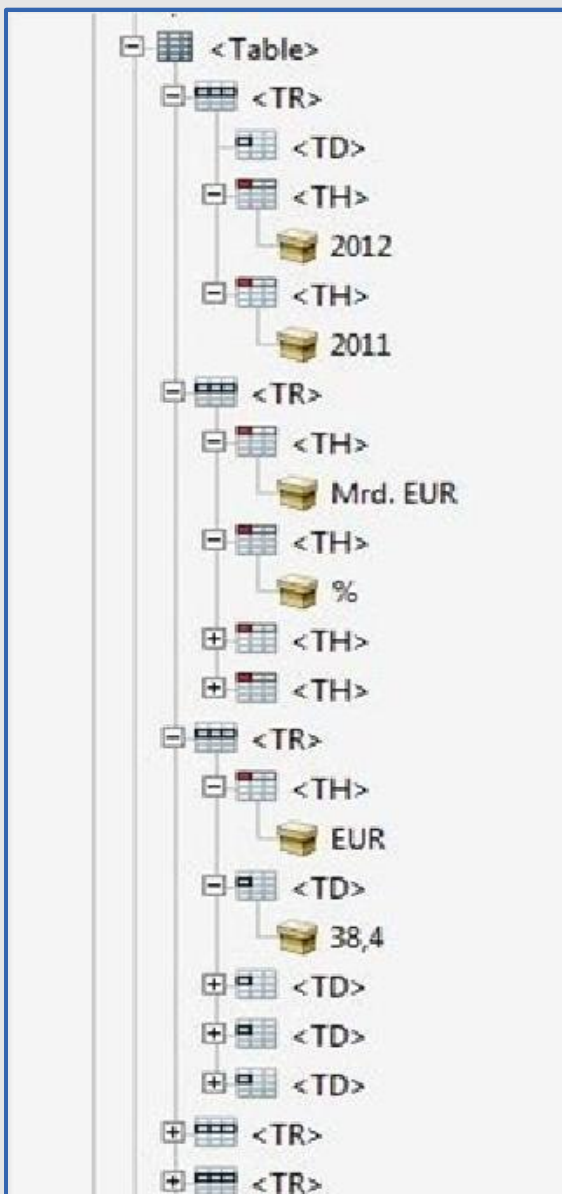 <Table>
<TR>
<TD>
<TH>
2012
<TH>
2011
<TR>
<TH>
Mrd. EUR
<TH>
%
<TH>
<TH>
<TR>
<TH>
EUR
<TD>
38,4
<TD>
<TD>
<TD>
<TR>
<TR>